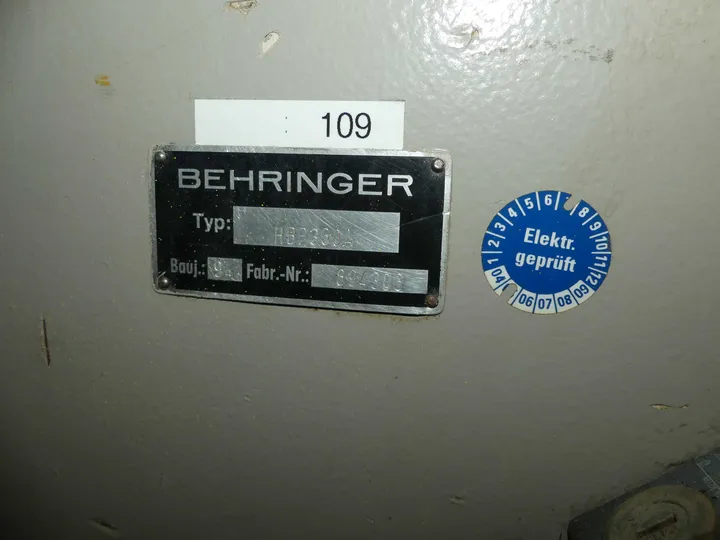 109
BEHRINGER
Typ: HBP330A
Bauj.: Fabr.-Nr.:
Elektr.
geprüft
1 2 3 4 5 6 8 9 10 11 12
04 06 07 08 09